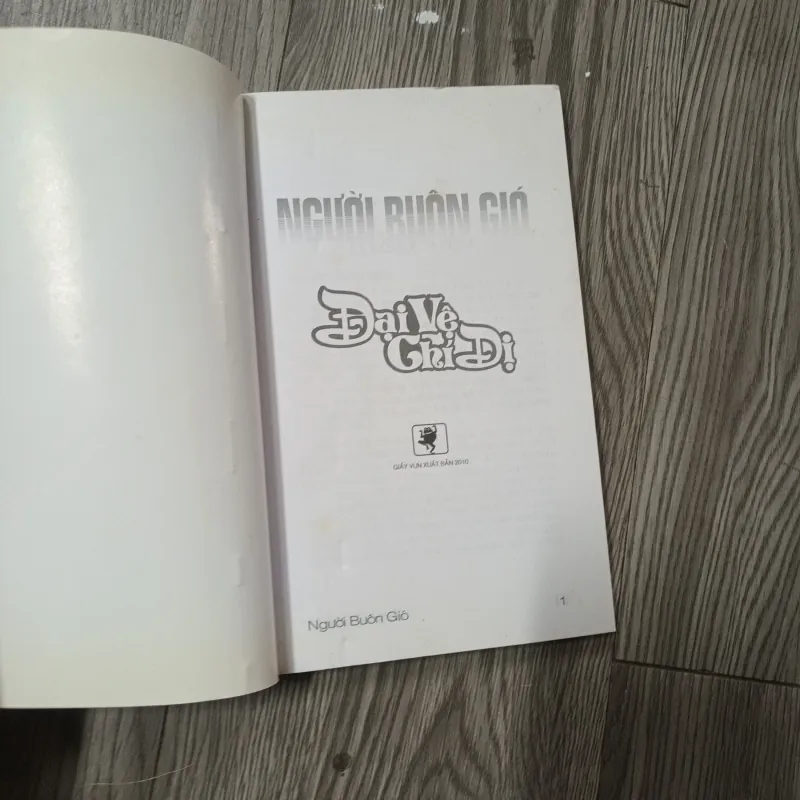 NGƯỜI BUÔN GIÓ
Đại Vệ
Chí Dị
GIẤY VỤN XUẤT BẢN 2010
Người Buôn Gió
1